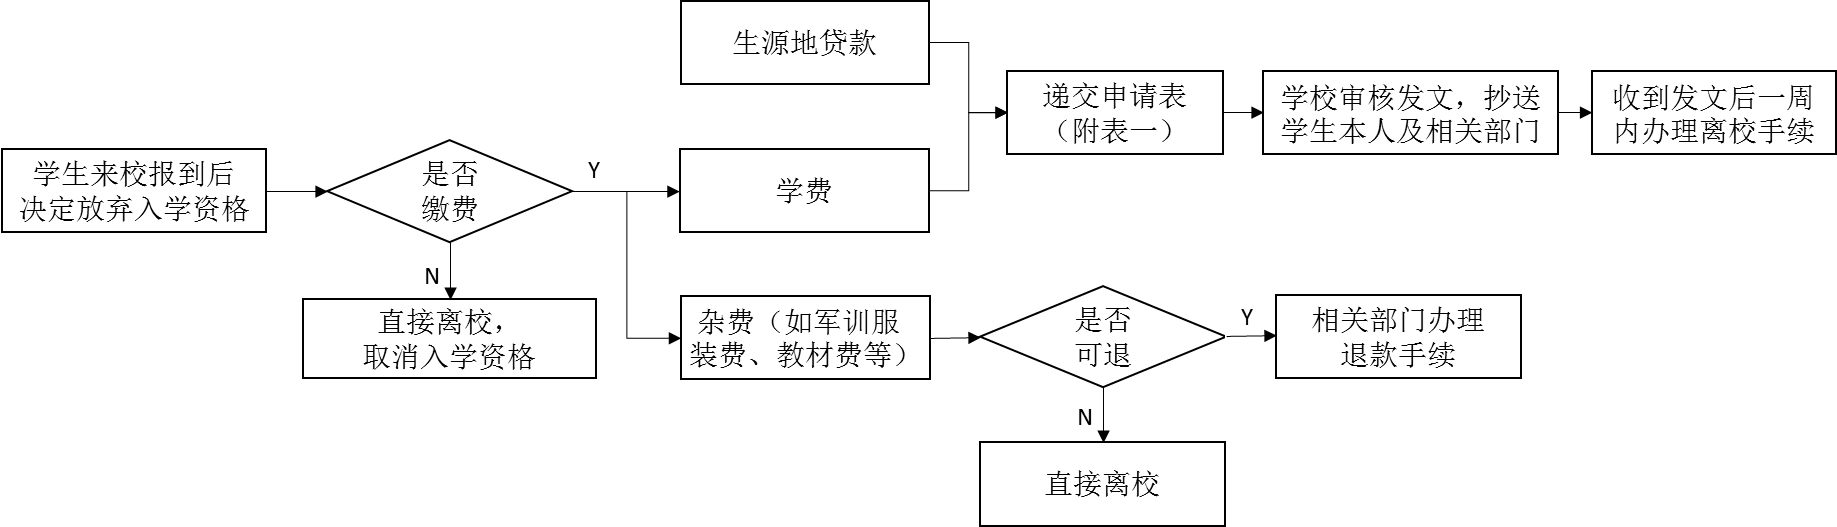 生源地贷款
递交申请表
（附表一）
学校审核发文，抄送
学生本人及相关部门
收到发文后一周
内办理离校手续
学生来校报到后
决定放弃入学资格
是否
缴费
Y
学费
N
直接离校，
取消入学资格
杂费（如军训服
装费、教材费等）
是否
可退
Y
相关部门办理
退款手续
N
直接离校